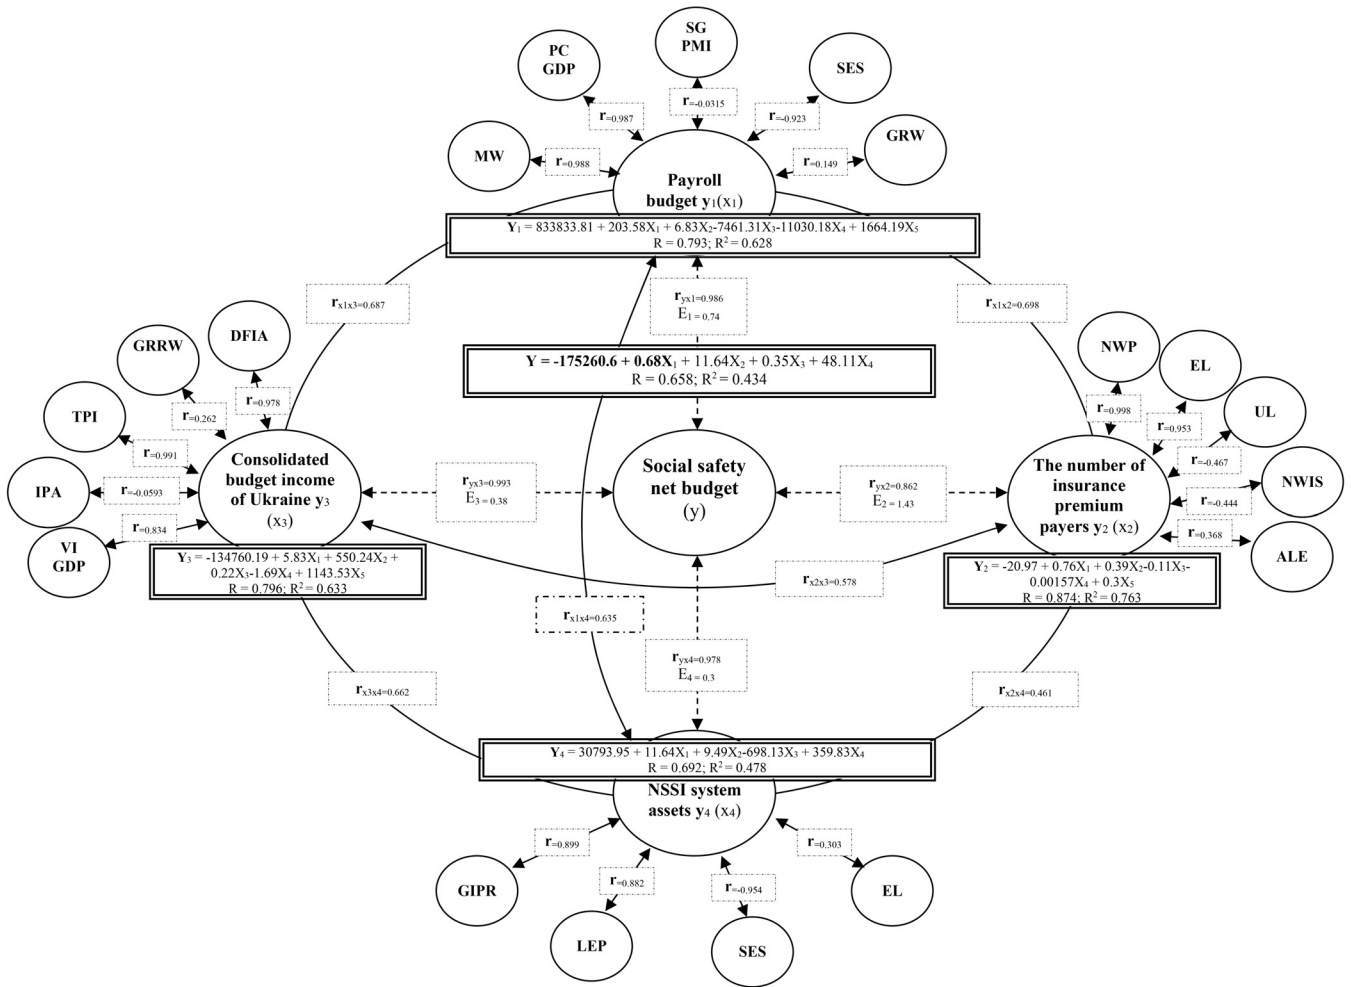 SG
PMI
PC
GDP
SES
r=-0.0315
r=0.987
r=-0.923
GRW
MW
r=0.988
r=0.149
Payroll
budget y₁(x₁)
Y₁ = 833833.81 + 203.58X₁ + 6.83X₂-7461.31X₃-11030.18X₄ + 1664.19X₅
R = 0.793; R² = 0.628
rx1x3=0.687
ryx1=0.986
E₁ = 0.74
rx1x2=0.698
DFIA
GRRW
NWP
EL
Y = -175260.6 + 0.68X₁ + 11.64X₂ + 0.35X₃ + 48.11X₄
R = 0.658; R² = 0.434
r=0.978
r=0.262
r=0.998
r=0.953
UL
TPI
r=0.991
r=-0.467
Consolidated
budget income
of Ukraine y₃
(x₃)
Social safety
net budget
(y)
The number of
insurance
premium
payers y₂ (x₂)
ryx3=0.993
E₃ = 0.38
ryx2=0.862
E₂ = 1.43
IPA
r=-0.0593
NWIS
r=-0.444
r=0.834
r=0.368
VI
GDP
ALE
Y₃ = -134760.19 + 5.83X₁ + 550.24X₂ +
0.22X₃-1.69X₄ + 1143.53X₅
R = 0.796; R² = 0.633
Y₂ = -20.97 + 0.76X₁ + 0.39X₂-0.11X₃-
0.00157X₄ + 0.3X₅
R = 0.874; R² = 0.763
rx2x3=0.578
rx1x4=0.635
ryx4=0.978
E₄ = 0.3
rx3x4=0.662
rx2x4=0.461
Y₄ = 30793.95 + 11.64X₁ + 9.49X₂-698.13X₃ + 359.83X₄
R = 0.692; R² = 0.478
NSSI system
assets y₄ (x₄)
r=0.899
r=0.303
GIPR
r=0.882
r=-0.954
EL
LEP
SES